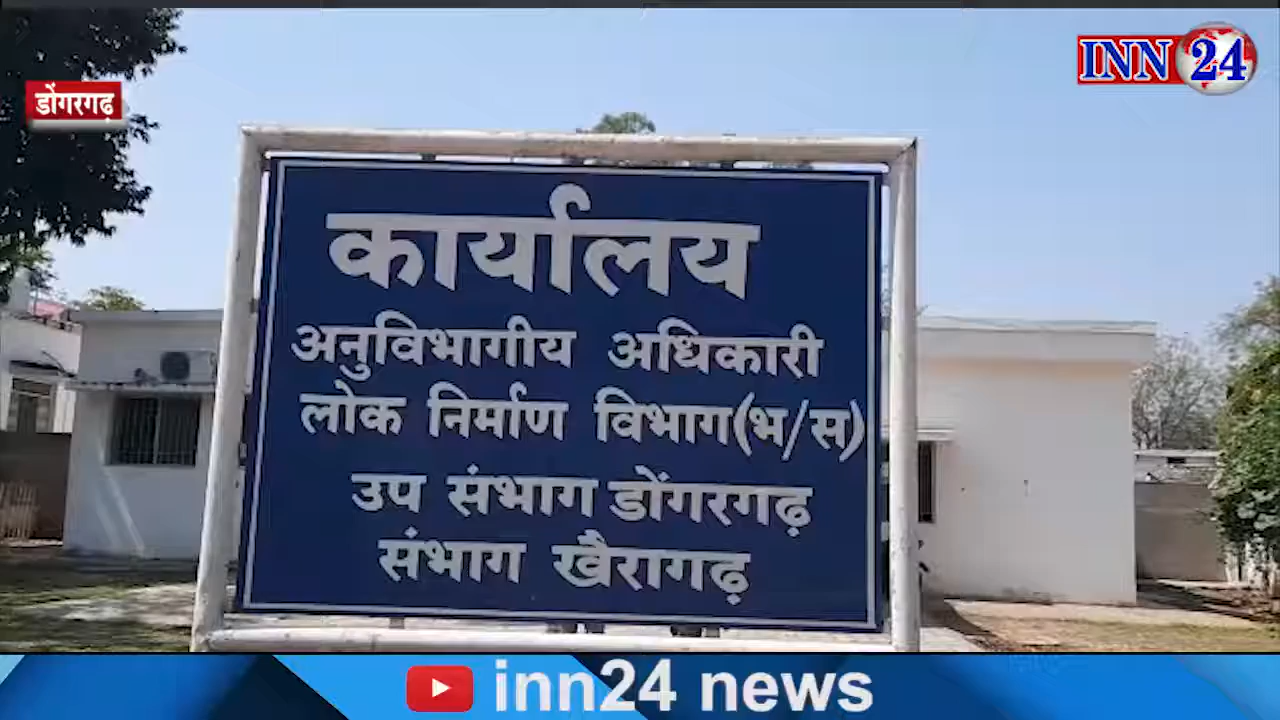 डोंगरगढ़
INN 24
कार्यालय
अनुविभागीय अधिकारी
लोक निर्माण विभाग(भ/स)
उप संभाग डोंगरगढ़
संभाग खैरागढ़
inn24 news